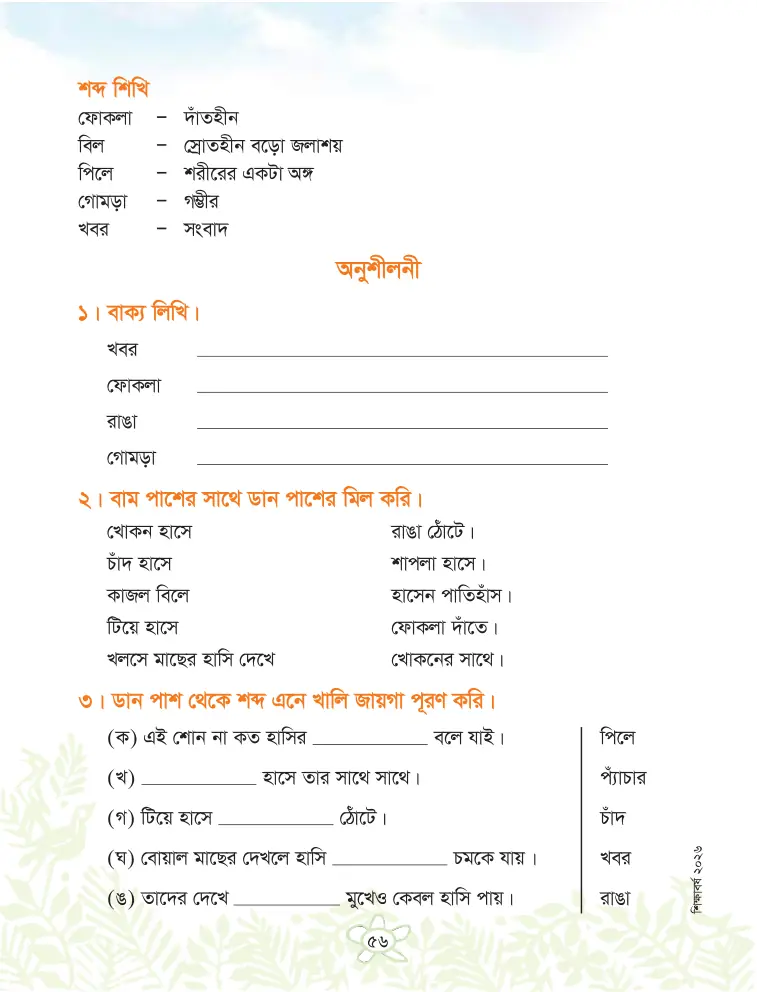 শব্দ শিখি
ফোকলা – দাঁতহীন
বিল – স্রোতহীন বড়ো জলাশয়
পিলে – শরীরের একটা অঙ্গ
গোমড়া – গম্ভীর
খবর – সংবাদ
অনুশীলনী
১। বাক্য লিখি।
খবর
ফোকলা
রাঙা
গোমড়া
২। বাম পাশের সাথে ডান পাশের মিল করি।
খোকন হাসে রাঙা ঠোঁটে।
চাঁদ হাসে শাপলা হাসে।
কাজল বিলে হাসেন পাতিহাঁস।
টিয়ে হাসে ফোকলা দাঁতে।
খলসে মাছের হাসি দেখে খোকনের সাথে।
৩। ডান পাশ থেকে শব্দ এনে খালি জায়গা পূরণ করি।
(ক) এই শোন না কত হাসির ____________ বলে যাই। পিলে
(খ) ____________ হাসে তার সাথে সাথে। প্যাঁচার
(গ) টিয়ে হাসে ____________ ঠোঁটে। চাঁদ
(ঘ) বোয়াল মাছের দেখলে হাসি ____________ চমকে যায়। খবর
(ঙ) তাদের দেখে ____________ মুখেও কেবল হাসি পায়। রাঙা
শিক্ষাবর্ষ ২০২৬
৫৬